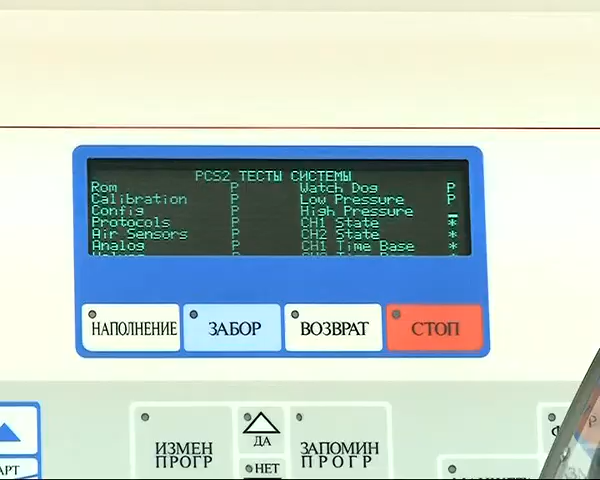 PCS2 ТЕСТЫ СИСТЕМЫ
Rom P Watch Dog P
Calibration P Low Pressure P
Config P High Pressure _
Protocols P CH1 State *
Air Sensors P CH2 State *
Analog P CH1 Time Base *
НАПОЛНЕНИЕ ЗАБОР ВОЗВРАТ СТОП
ИЗМЕН ПРОГР
ДА
НЕТ
ЗАПОМИН ПРОГР